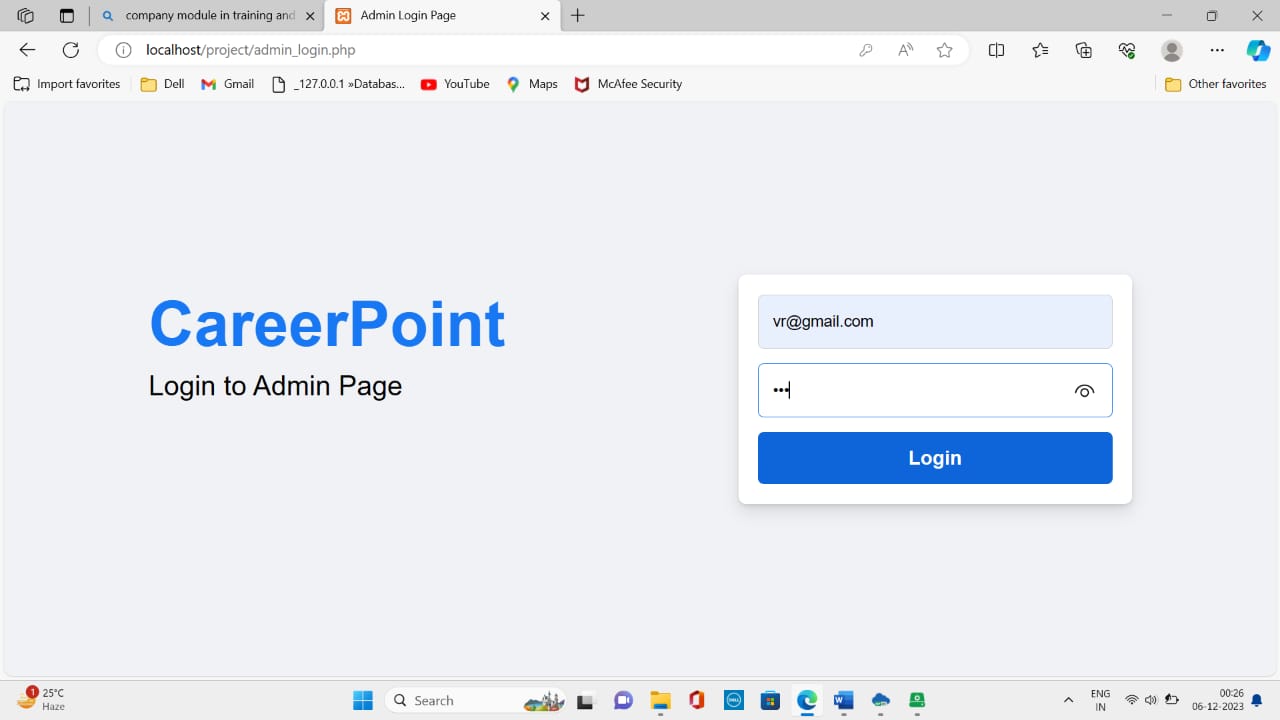 company module in training and
Admin Login Page
localhost/project/admin_login.php
Import favorites
Dell
Gmail
_127.0.0.1 »Databas...
YouTube
Maps
McAfee Security
Other favorites
CareerPoint
Login to Admin Page
vr@gmail.com
•••
Login
1
25°C
Haze
Search
DELL
ENG
IN
00:26
06-12-2023